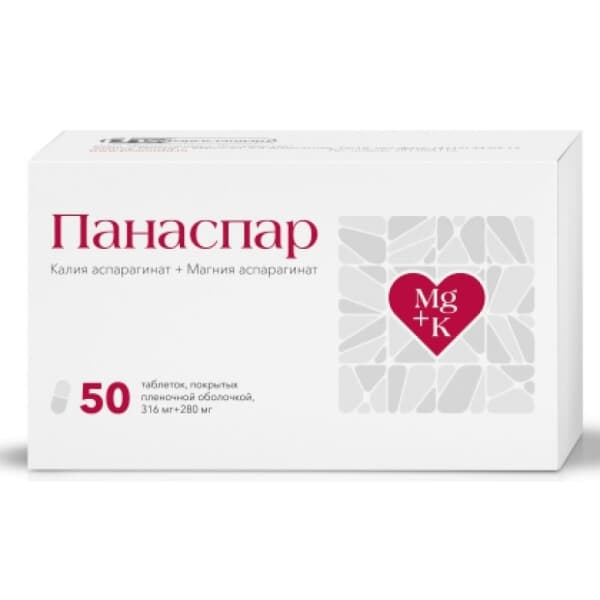 Панаспар
Калия аспарагинат + Магния аспарагинат
Mg
+K
50
таблеток, покрытых
пленочной оболочкой,
316 мг+280 мг